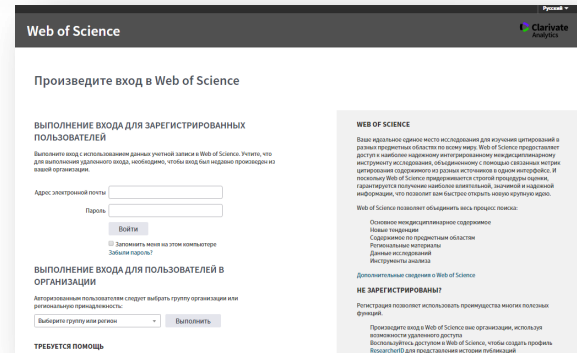 Русский
Web of Science
Clarivate
Analytics
Произведите вход в Web of Science
ВЫПОЛНЕНИЕ ВХОДА ДЛЯ ЗАРЕГИСТРИРОВАННЫХ
ПОЛЬЗОВАТЕЛЕЙ
Выполните вход с использованием данных учетной записи в Web of Science. Учтите, что
для выполнения удаленного входа, необходимо, чтобы вход был недавно произведен из
вашей организации.
Адрес электронной почты
Пароль
Войти
Запомнить меня на этом компьютере
Забыли пароль?
ВЫПОЛНЕНИЕ ВХОДА ДЛЯ ПОЛЬЗОВАТЕЛЕЙ В
ОРГАНИЗАЦИИ
Авторизованным пользователям следует выбрать группу организации или
региональную принадлежность:
Выберите группу или регион
Выполнить
ТРЕБУЕТСЯ ПОМОЩЬ
WEB OF SCIENCE
Ваше идеальное единое место исследования для изучения цитирований в
разных предметных областях по всему миру. Web of Science предоставляет
доступ к наиболее надежному интегрированному междисциплинарному
инструменту исследования, объединенному с помощью связанных метрик
цитирования содержимого из разных источников в одном интерфейсе. И
поскольку Web of Science придерживается строгой процедуры оценки,
гарантируется получение наиболее влиятельной, значимой и надежной
информации, что позволит вам быстрее открыть новую крупную идею.
Web of Science позволяет объединить весь процесс поиска:
Основное междисциплинарное содержимое
Новые тенденции
Содержимое по предметным областям
Региональные материалы
Данные исследований
Инструменты анализа
Дополнительные сведения о Web of Science
НЕ ЗАРЕГИСТРИРОВАНЫ?
Регистрация позволяет использовать преимущества многих полезных
функций.
Произведите вход в Web of Science вне организации, используя
возможности удаленного доступа
Воспользуйтесь доступом в Web of Science, чтобы создать профиль
ResearcherID для представления истории публикаций